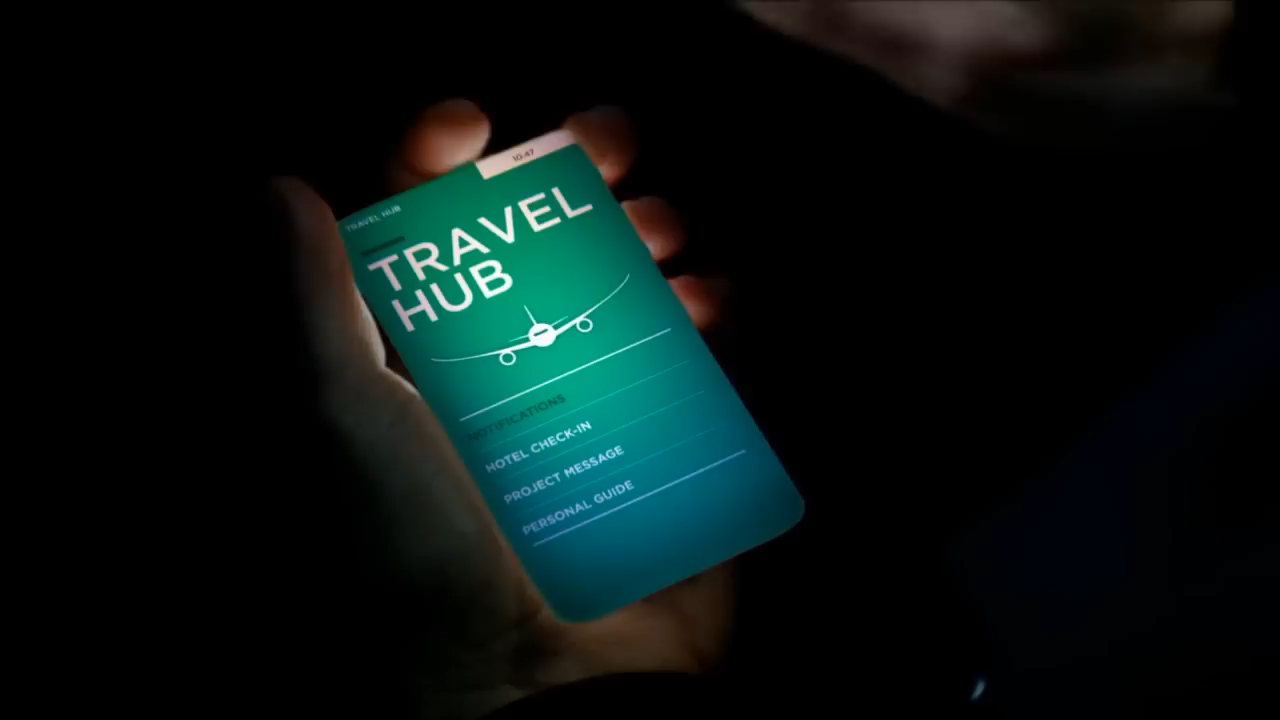 10:47
TRAVEL HUB
TRAVEL
HUB
NOTIFICATIONS
HOTEL CHECK-IN
PROJECT MESSAGE
PERSONAL GUIDE